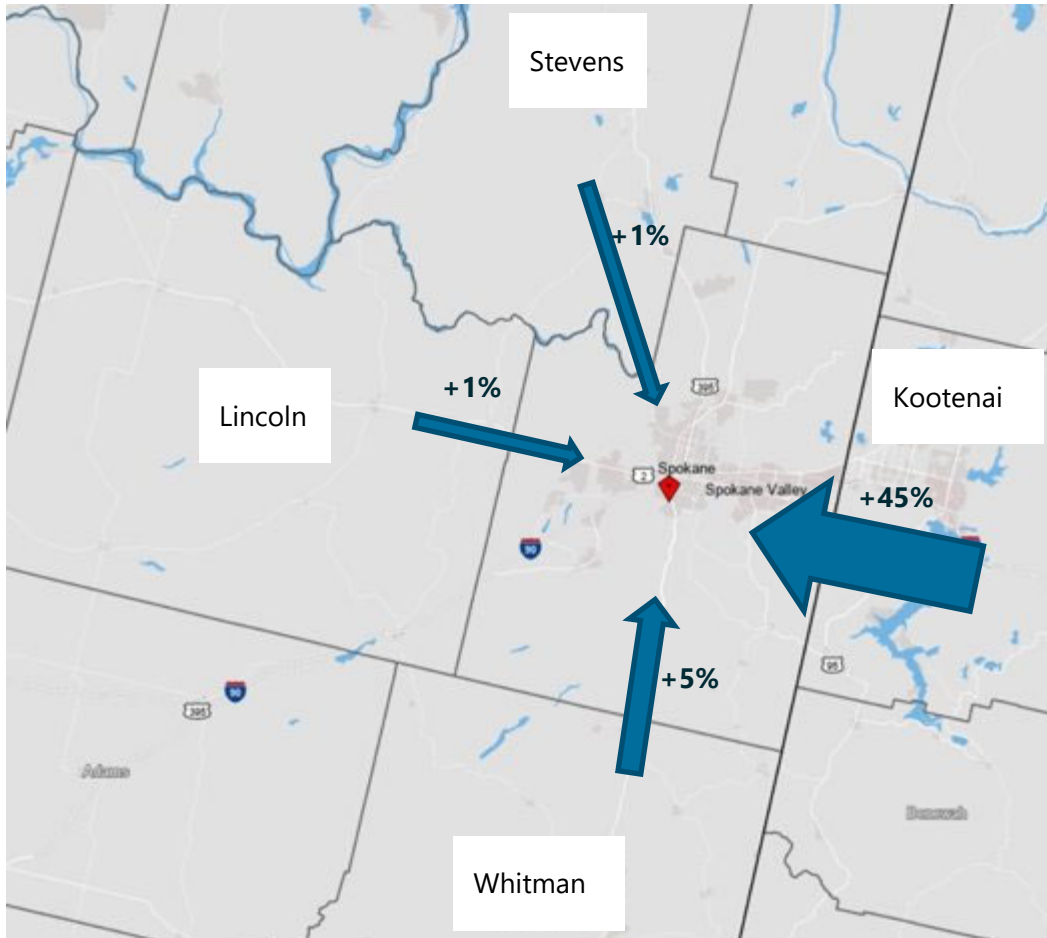 Stevens
+1%
395
Kootenai
+1%
Lincoln
2
Spokane
Spokane Valley
+45%
90
+5%
95
90
395
Adams
Benewah
Whitman